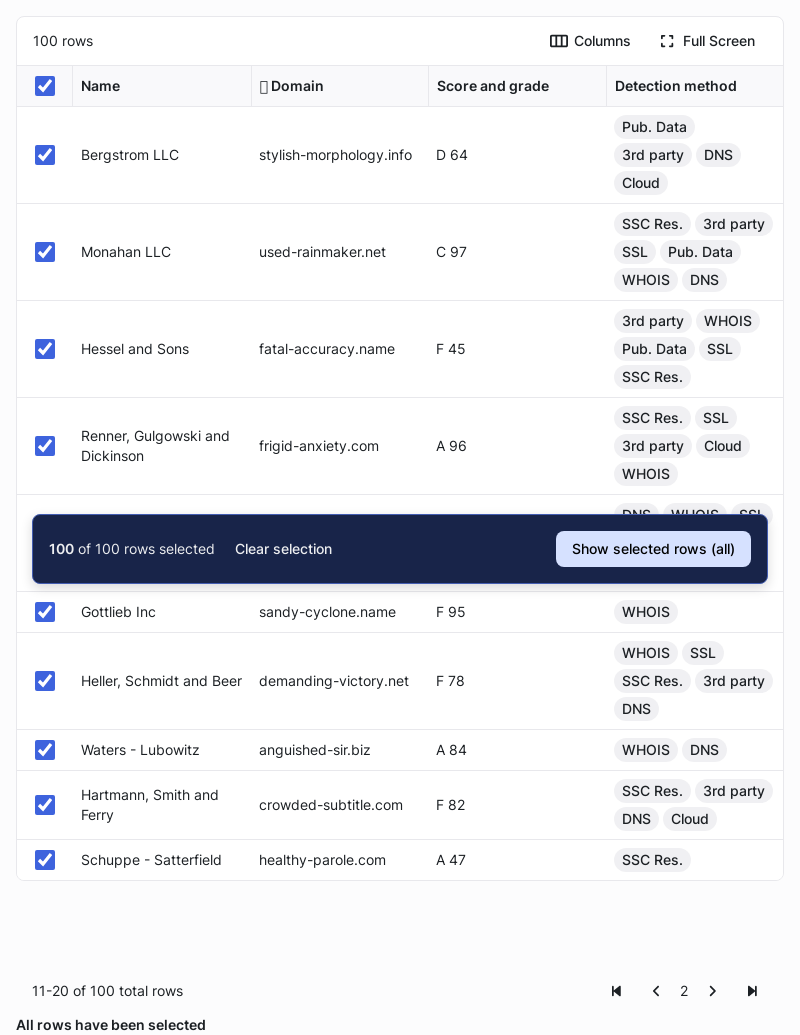 100 rows
Columns
Full Screen
Name
Domain
Score and grade
Detection method
Bergstrom LLC
stylish-morphology.info
D 64
Pub. Data
3rd party DNS
Cloud
Monahan LLC
used-rainmaker.net
C 97
SSC Res. 3rd party
SSL Pub. Data
WHOIS DNS
Hessel and Sons
fatal-accuracy.name
F 45
3rd party WHOIS
Pub. Data SSL
SSC Res.
Renner, Gulgowski and
Dickinson
frigid-anxiety.com
A 96
SSC Res. SSL
3rd party Cloud
WHOIS
DNS WHOIS SSL
100 of 100 rows selected
Clear selection
Show selected rows (all)
Gottlieb Inc
sandy-cyclone.name
F 95
WHOIS
Heller, Schmidt and Beer
demanding-victory.net
F 78
WHOIS SSL
SSC Res. 3rd party
DNS
Waters - Lubowitz
anguished-sir.biz
A 84
WHOIS DNS
Hartmann, Smith and
Ferry
crowded-subtitle.com
F 82
SSC Res. 3rd party
DNS Cloud
Schuppe - Satterfield
healthy-parole.com
A 47
SSC Res.
11-20 of 100 total rows
2
All rows have been selected